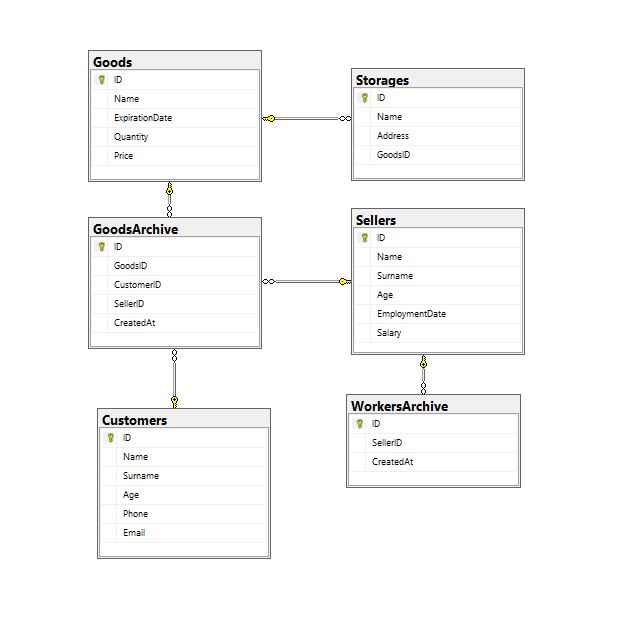 Goods
ID
Name
ExpirationDate
Quantity
Price
Storages
ID
Name
Address
GoodsID
GoodsArchive
ID
GoodsID
CustomerID
SellerID
CreatedAt
Sellers
ID
Name
Surname
Age
EmploymentDate
Salary
Customers
ID
Name
Surname
Age
Phone
Email
WorkersArchive
ID
SellerID
CreatedAt